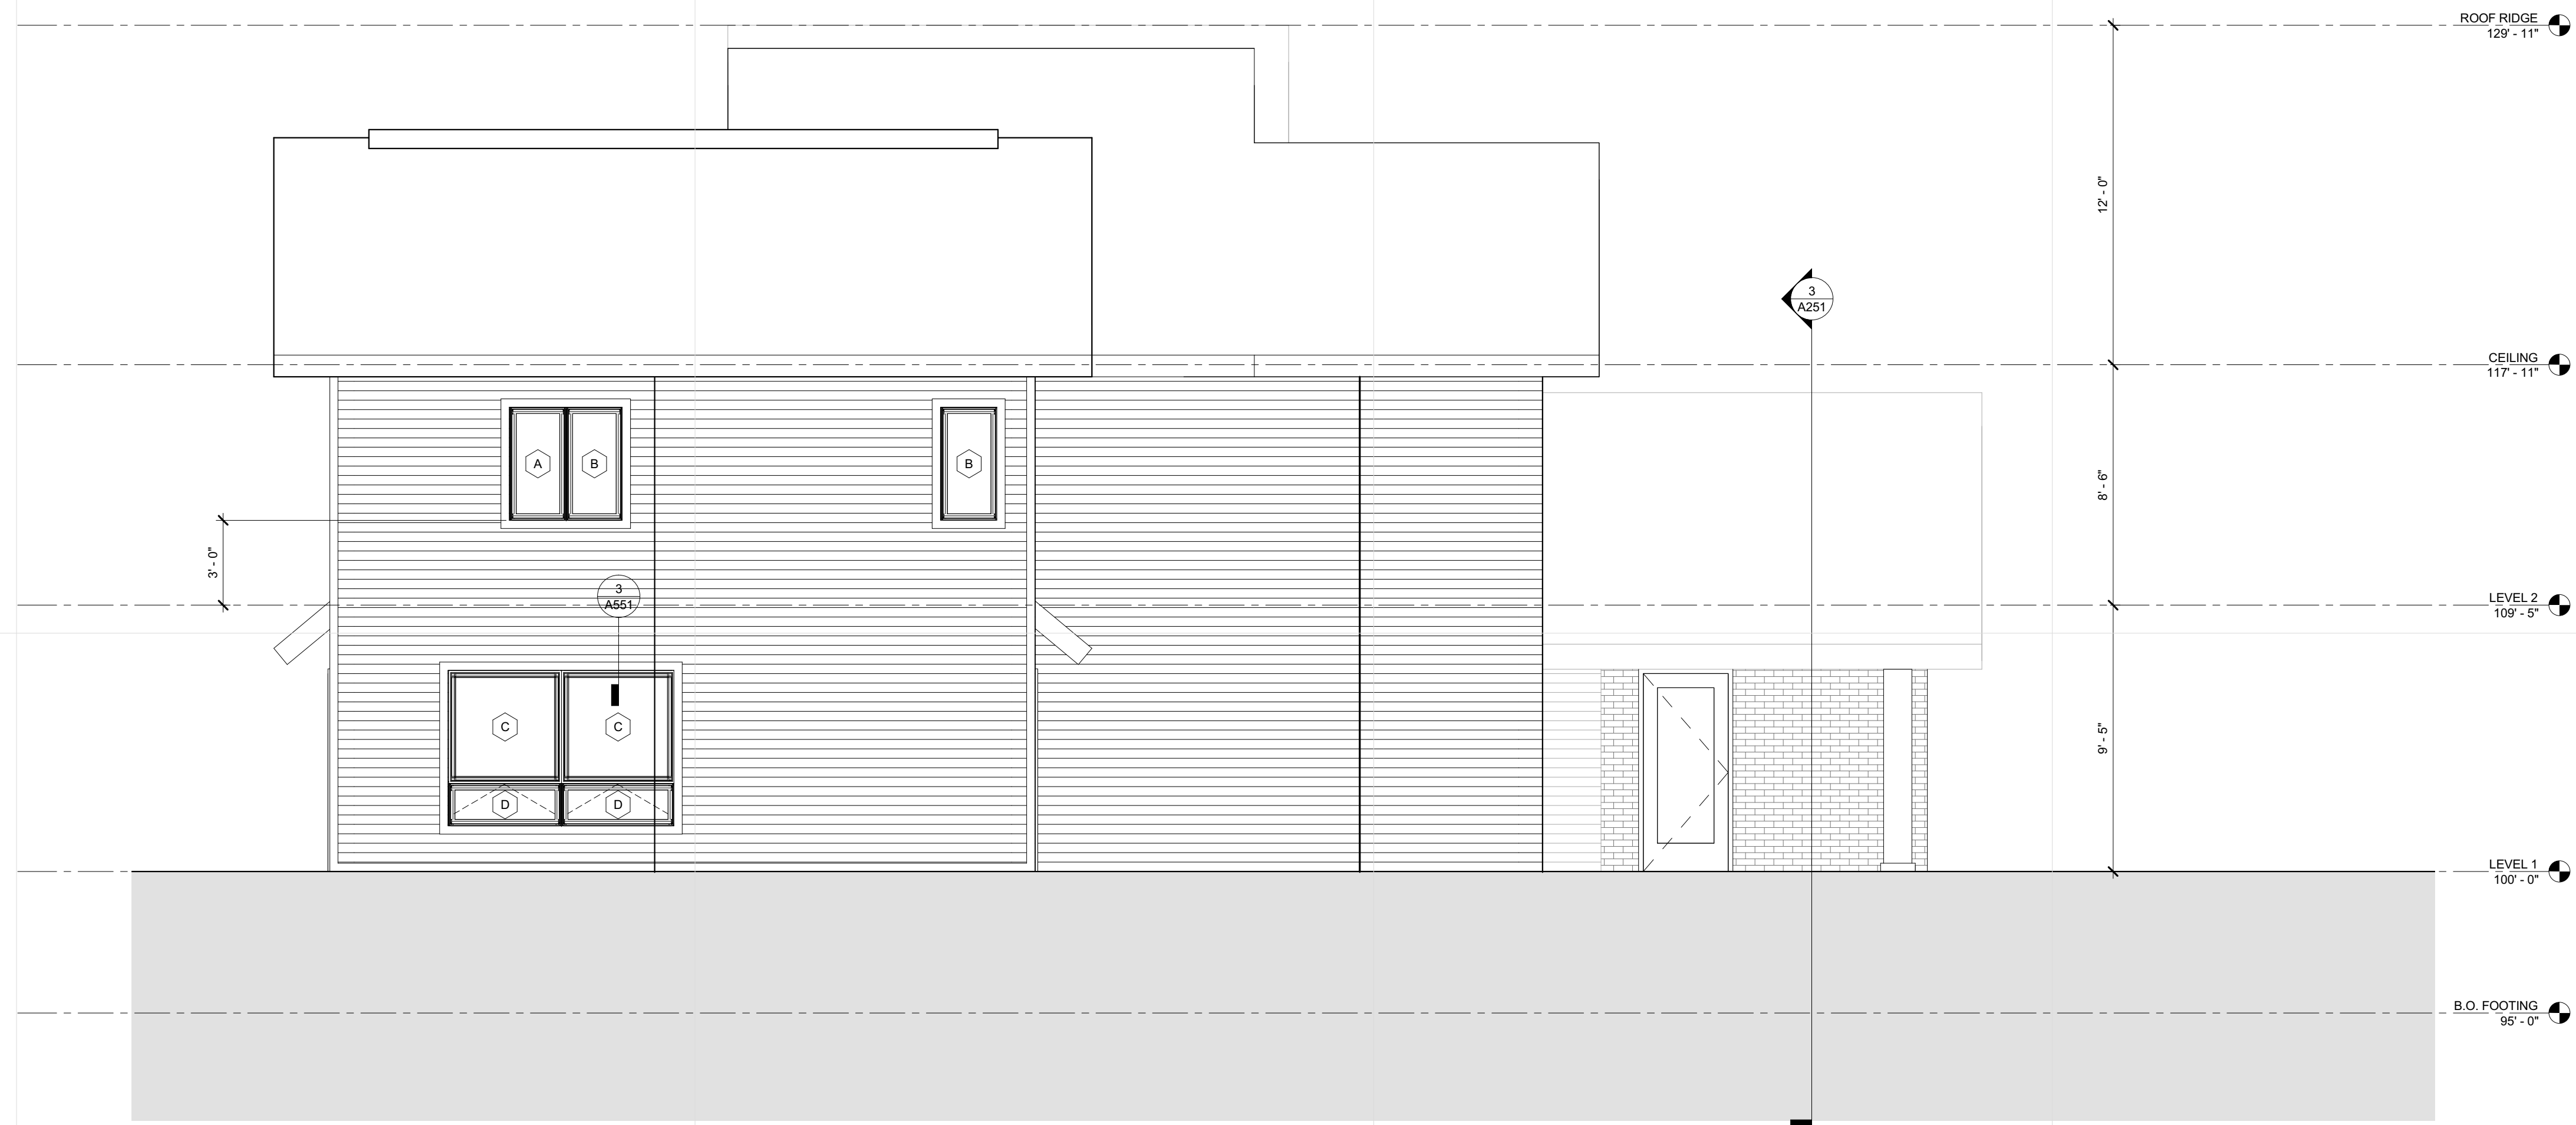 ROOF RIDGE
129' - 11"
12' - 0"
3
A251
CEILING
117' - 11"
A
B
B
8' - 6"
3' - 0"
3
A551
LEVEL 2
109' - 5"
C
C
9' - 5"
D
D
LEVEL 1
100' - 0"
B.O. FOOTING
95' - 0"